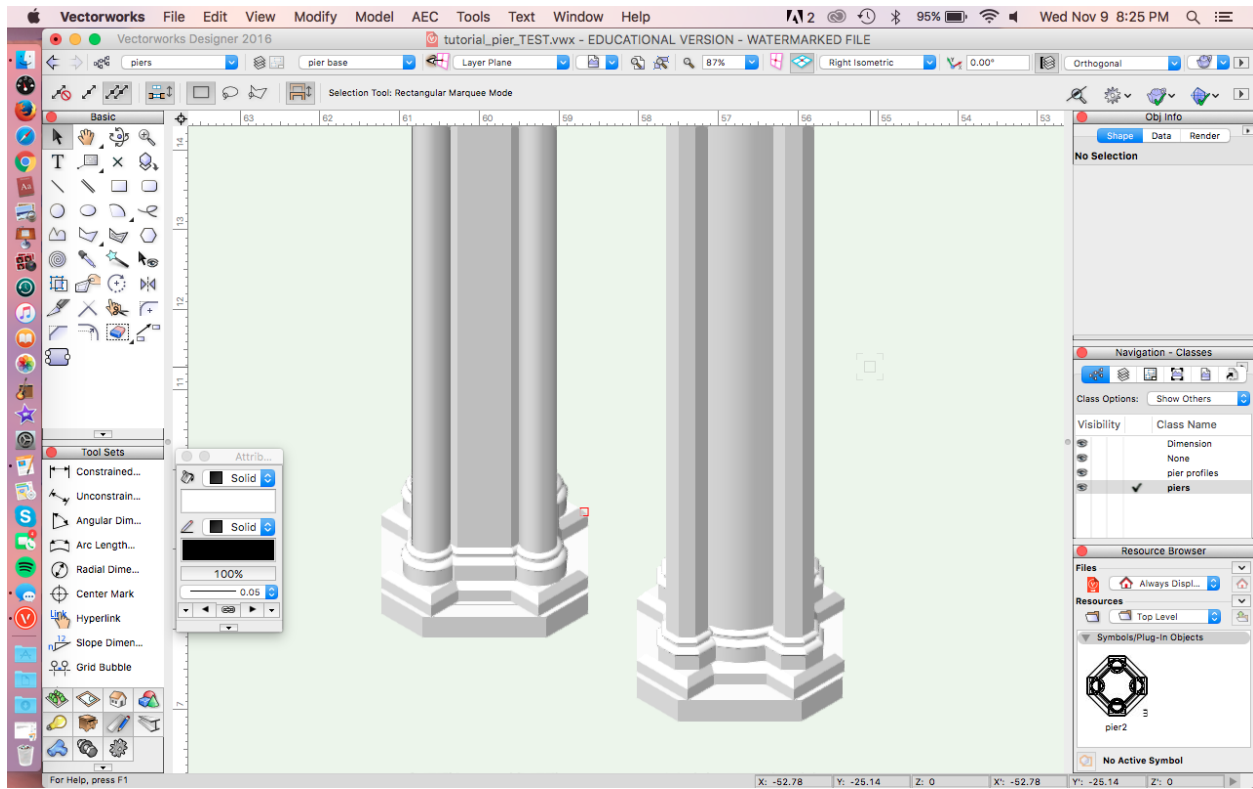 Vectorworks File Edit View Modify Model AEC Tools Text Window Help 2 95% Wed Nov 9 8:25 PM
Vectorworks Designer 2016 tutorial_pier_TEST.vwx - EDUCATIONAL VERSION - WATERMARKED FILE
piers pier base Layer Plane 87% Right Isometric 0.00° Orthogonal
Selection Tool: Rectangular Marquee Mode
Basic
63 62 61 60 59 58 57 56 55 54 53
14
13
12
11
7
T
Tool Sets
Constrained...
Unconstrain...
Angular Dim...
Arc Length...
Radial Dime...
Center Mark
Link
Hyperlink
12
n
Slope Dimen...
Grid Bubble
Attrib...
Solid
Solid
100%
0.05
Obj Info
Shape Data Render
No Selection
Navigation - Classes
Class Options: Show Others
Visibility Class Name
Dimension
None
pier profiles
piers
Resource Browser
Files
Always Displ...
Resources
Top Level
Symbols/Plug-In Objects
pier2
No Active Symbol
For Help, press F1
X: -52.78 Y: -25.14 Z: 0 X': -52.78 Y': -25.14 Z': 0